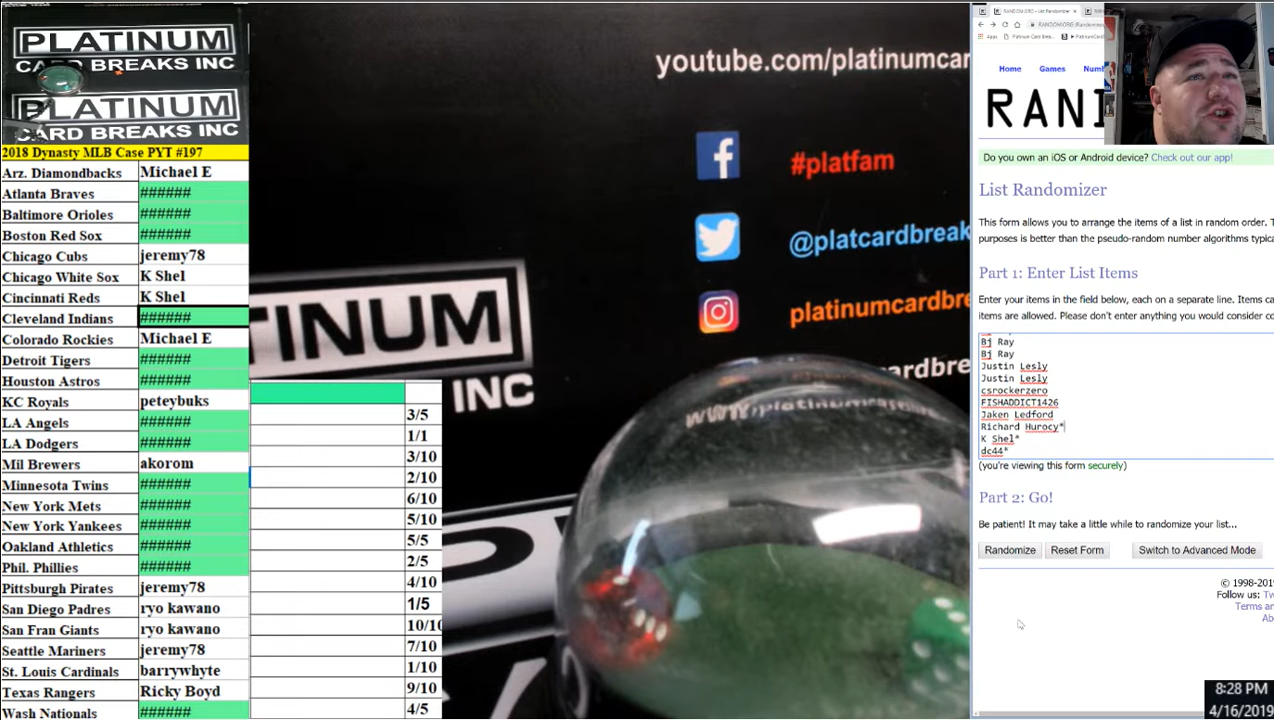 PLATINUM
CARD BREAKS INC
PLATINUM
CARD BREAKS INC
2018 Dynasty MLB Case PYT #197
Arz. Diamondbacks Michael E
Atlanta Braves ######
Baltimore Orioles ######
Boston Red Sox ######
Chicago Cubs jeremy78
Chicago White Sox K Shel
Cincinnati Reds K Shel
Cleveland Indians ######
Colorado Rockies Michael E
Detroit Tigers ######
Houston Astros ######
KC Royals peteybuks
LA Angels ######
LA Dodgers ######
Mil Brewers akorom
Minnesota Twins ######
New York Mets ######
New York Yankees ######
Oakland Athletics ######
Phil. Phillies ######
Pittsburgh Pirates jeremy78
San Diego Padres ryo kawano
San Fran Giants ryo kawano
Seattle Mariners jeremy78
St. Louis Cardinals barrywhyte
Texas Rangers Ricky Boyd
Wash Nationals ######
3/5
1/1
3/10
2/10
6/10
5/10
5/5
2/5
4/10
1/5
10/10
7/10
1/10
9/10
4/5
youtube.com/platinumcar
#platfam
@platcardbreak
platinumcardbre
cardbrea
TINUM
INC
Apps
Home Games Num
RAN
Do you own an iOS or Android device? Check out our app!
List Randomizer
This form allows you to arrange the items of a list in random order. T
purposes is better than the pseudo-random number algorithms typic
Part 1: Enter List Items
Enter your items in the field below, each on a separate line. Items ca
items are allowed. Please don't enter anything you would consider co
Bj Ray
Bj Ray
Justin Lesly
Justin Lesly
csrockerzero
FISHADDICT1426
Jaken Ledford
Richard Hurocy*
K Shel*
dc44*
(you're viewing this form securely)
Part 2: Go!
Be patient! It may take a little while to randomize your list...
Randomize Reset Form Switch to Advanced Mode
© 1998-201
Follow us: Tw
Terms an
Ab
8:28 PM
4/16/2019